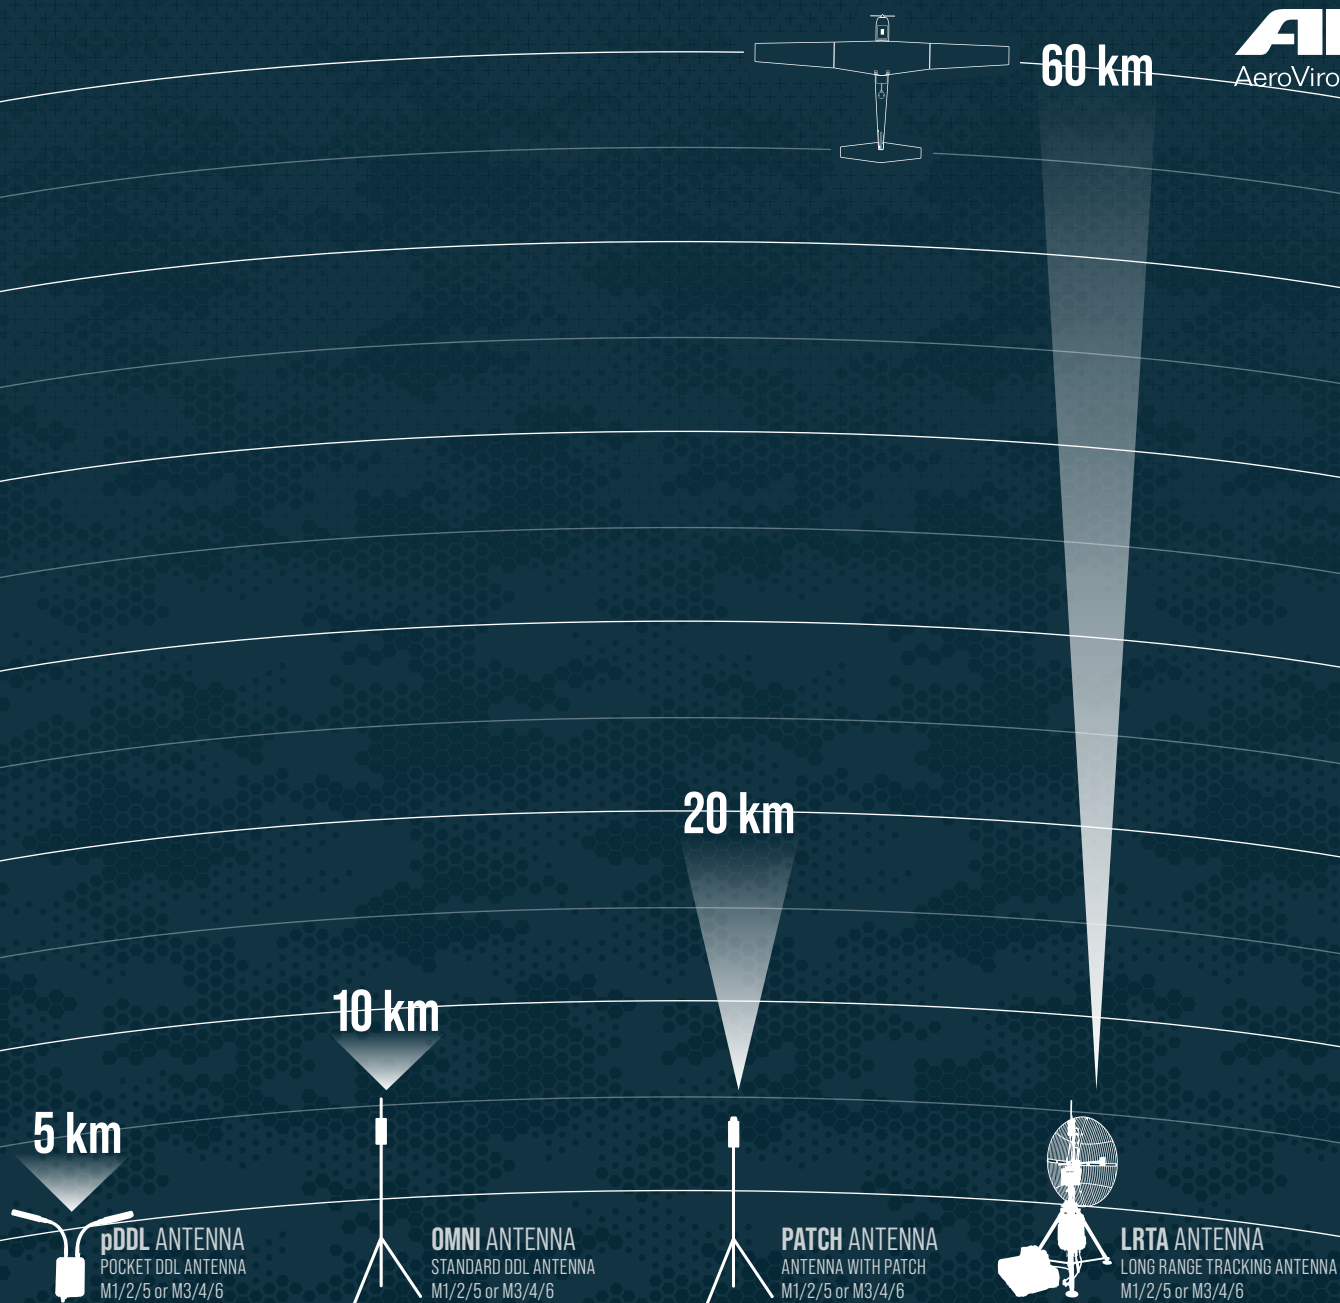 60 km
AeroViro
20 km
10 km
5 km
pDDL ANTENNA
POCKET DDL ANTENNA
M1/2/5 or M3/4/6
OMNI ANTENNA
STANDARD DDL ANTENNA
M1/2/5 or M3/4/6
PATCH ANTENNA
ANTENNA WITH PATCH
M1/2/5 or M3/4/6
LRTA ANTENNA
LONG RANGE TRACKING ANTENNA
M1/2/5 or M3/4/6